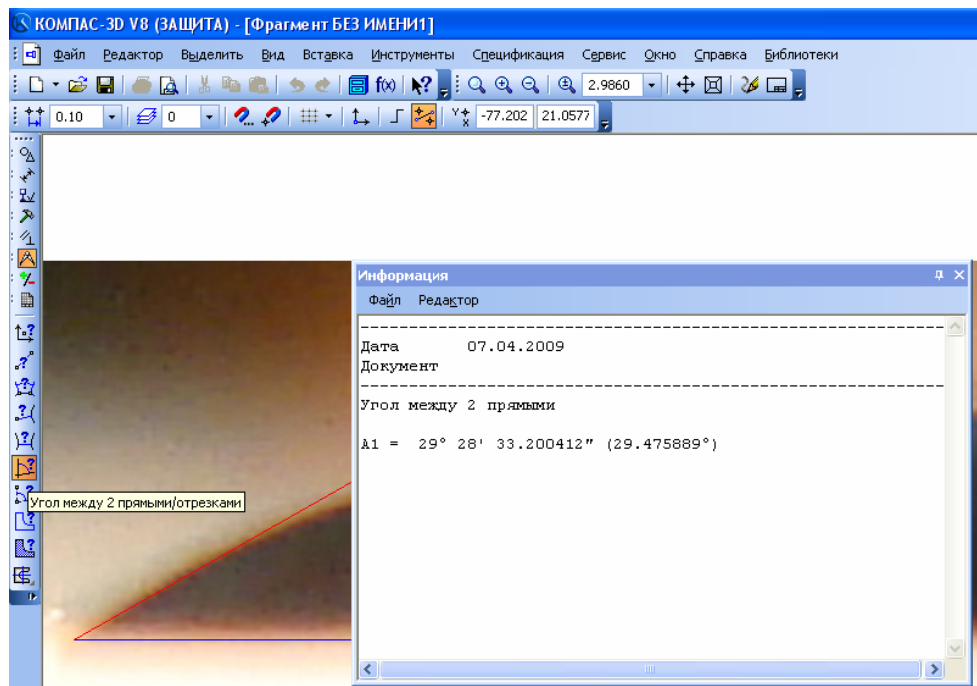 КОМПАС-3D V8 (ЗАЩИТА) - [Фрагмент БЕЗ ИМЕНИ1]
Файл Редактор Выделить Вид Вставка Инструменты Спецификация Сервис Окно Справка Библиотеки
f(x) 2.9860
0.10 0 Y X -77.202 21.0577
Информация
Файл Редактор
Дата 07.04.2009
Документ
Угол между 2 прямыми
A1 = 29° 28' 33.200412" (29.475889°)
Угол между 2 прямыми/отрезками